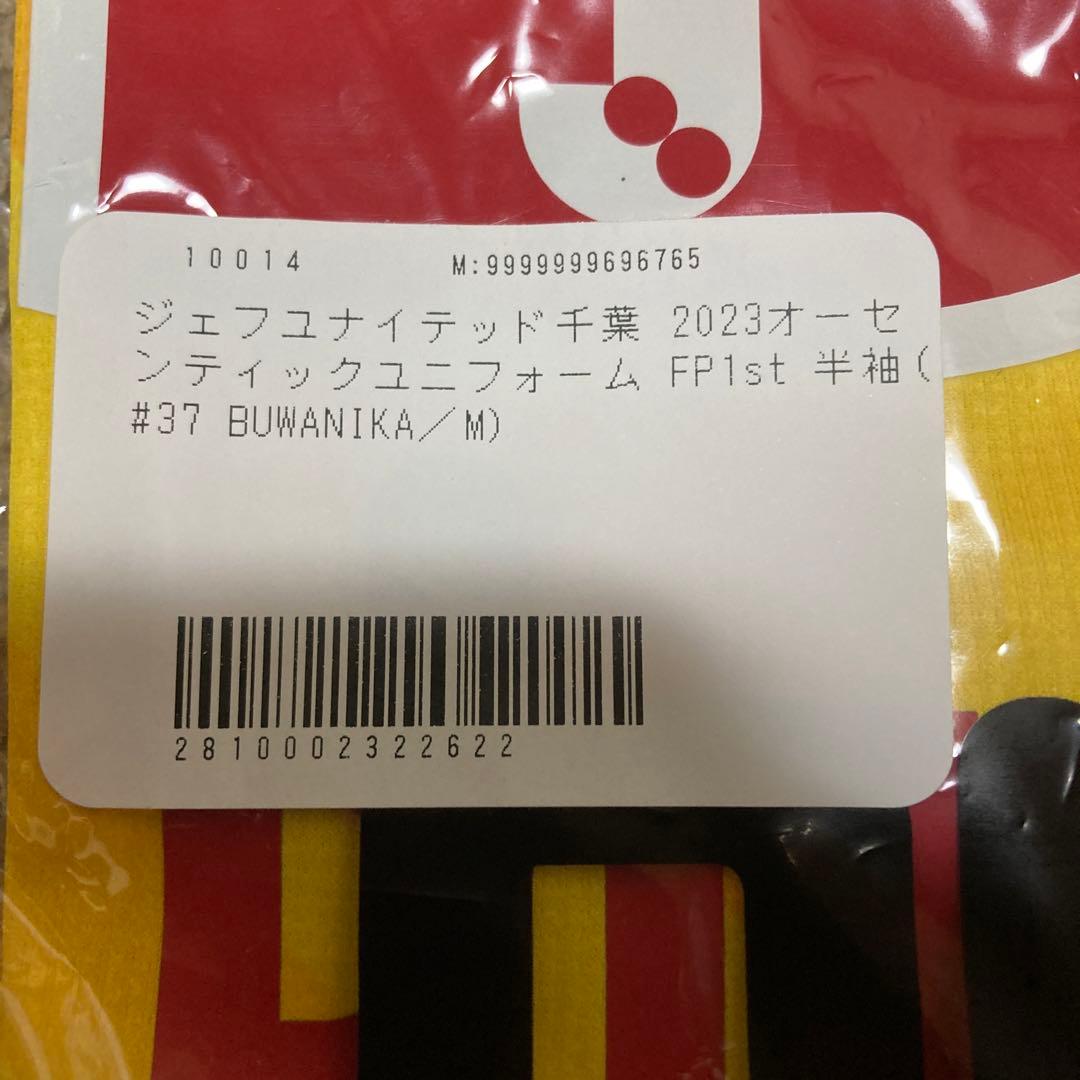 10014 M:9999999696765
ジェフユナイテッド千葉 2023オーセ
ンティックユニフォーム FP1st 半袖(
#37 BUWANIKA/M)
2810002322622